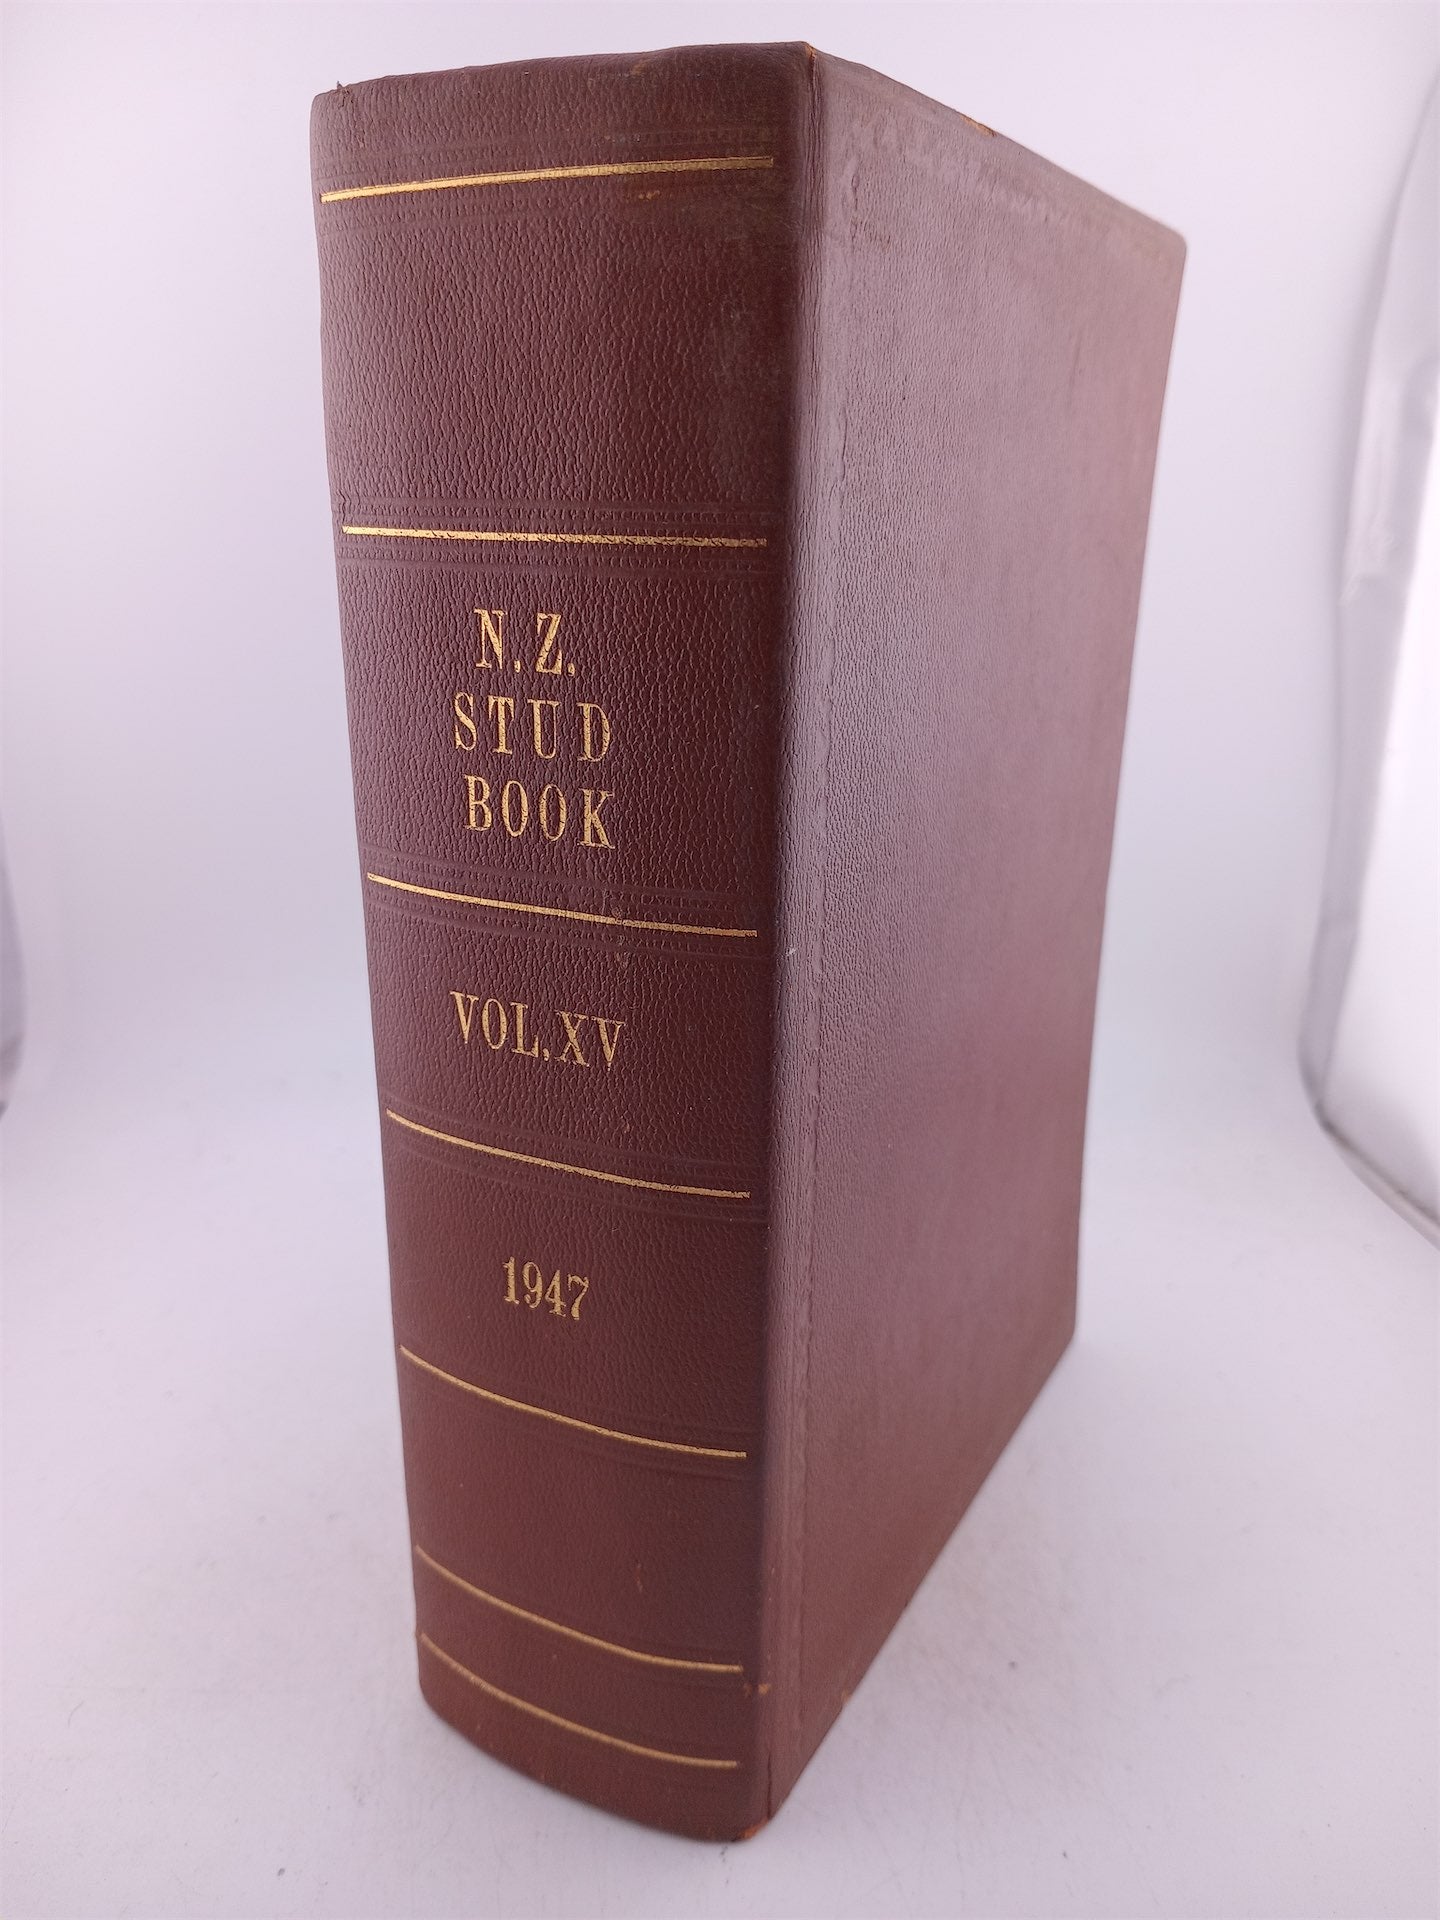 N.Z.
STUD
BOOK
VOL.XV
1947